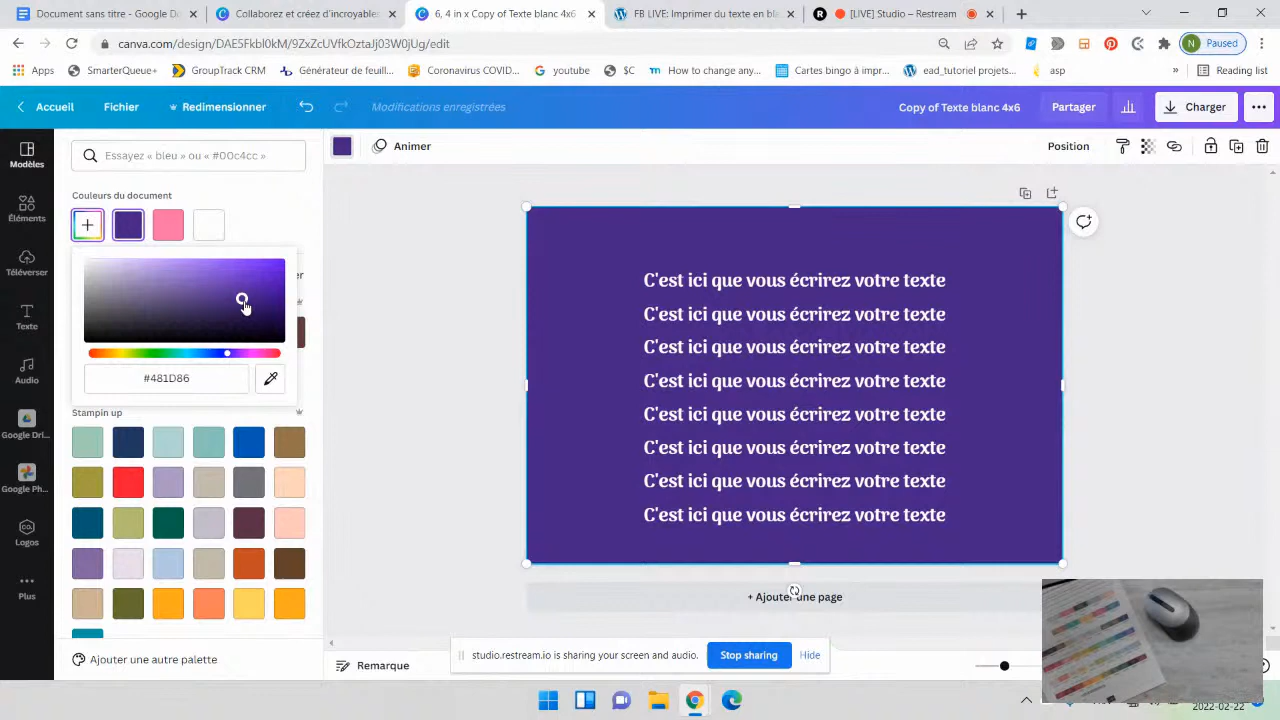 Document sans titre - Google Do
Collaborez et créez d'incroyables
6, 4 in x Copy of Texte blanc 4x6
FB LIVE: Imprimer du texte en bl
[LIVE] Studio – Restream
canva.com/design/DAE5FkbI0kM/9ZxZcUVfkOztaJj03W0jUg/edit
N Paused
Apps SmarterQueue+ GroupTrack CRM Générateur de feuill... Coronavirus COVID... youtube $C How to change any... Cartes bingo à impr... ead_tutoriel projets... asp » Reading list
Accueil Fichier Redimensionner Modifications enregistrées Copy of Texte blanc 4x6 Partager Charger
Modèles
Éléments
Téléverser
Texte
Audio
Google Dri...
Google Ph...
Logos
Plus
Essayez « bleu » ou « #00c4cc »
Couleurs du document
#481D86
Stampin up
Ajouter une autre palette
Animer
Position
C'est ici que vous écrirez votre texte
C'est ici que vous écrirez votre texte
C'est ici que vous écrirez votre texte
C'est ici que vous écrirez votre texte
C'est ici que vous écrirez votre texte
C'est ici que vous écrirez votre texte
C'est ici que vous écrirez votre texte
C'est ici que vous écrirez votre texte
+ Ajouter une page
Remarque
studio.restream.io is sharing your screen and audio. Stop sharing Hide
2022-02-22